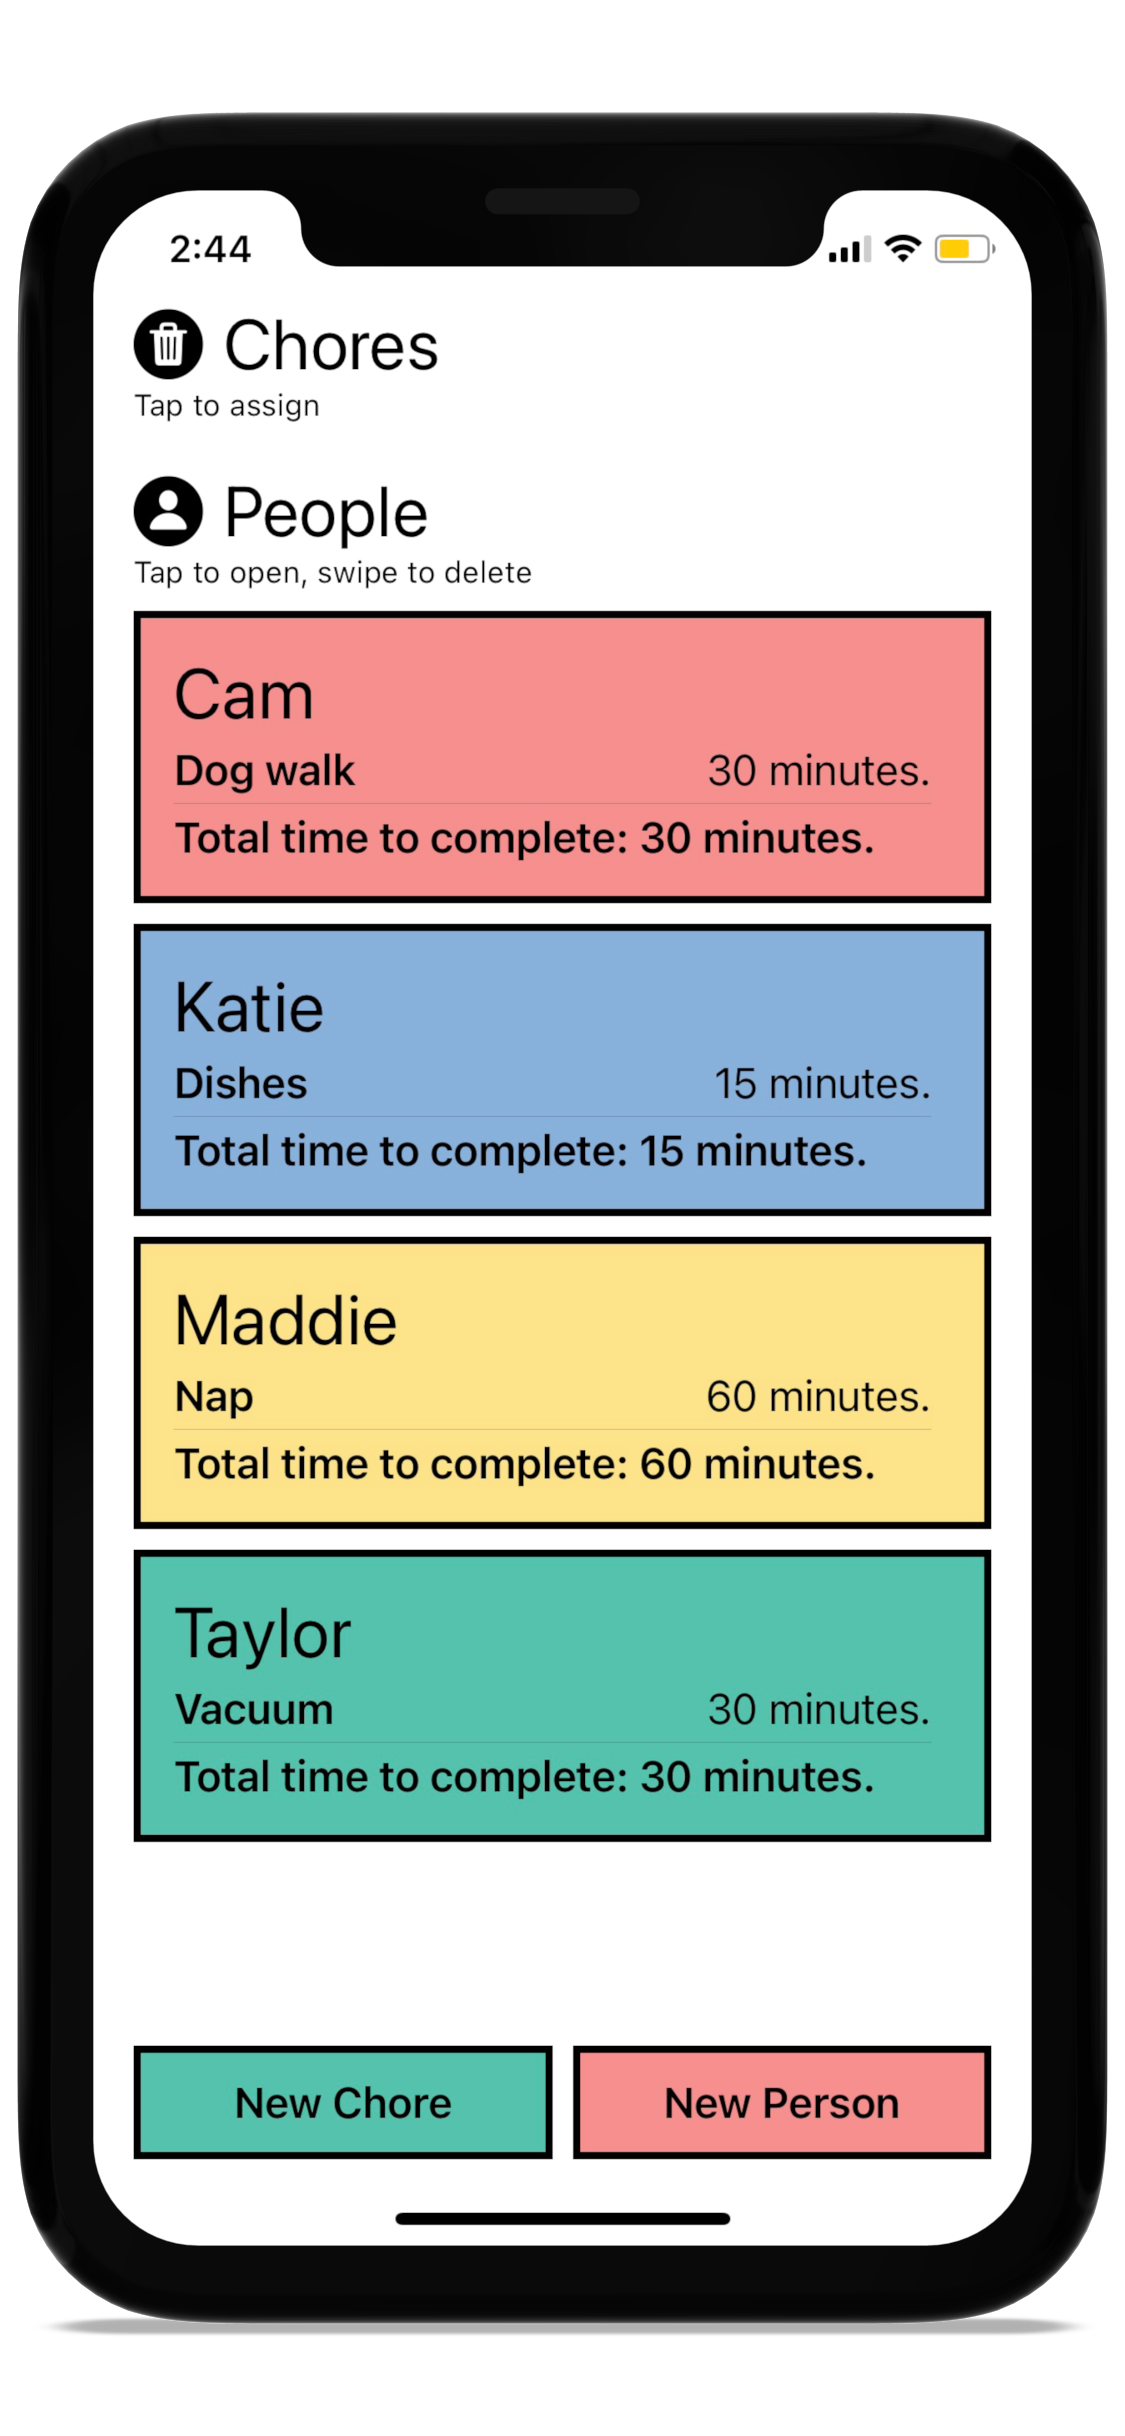 2:44
Chores
Tap to assign
People
Tap to open, swipe to delete
Cam
Dog walk 30 minutes.
Total time to complete: 30 minutes.
Katie
Dishes 15 minutes.
Total time to complete: 15 minutes.
Maddie
Nap 60 minutes.
Total time to complete: 60 minutes.
Taylor
Vacuum 30 minutes.
Total time to complete: 30 minutes.
New Chore New Person